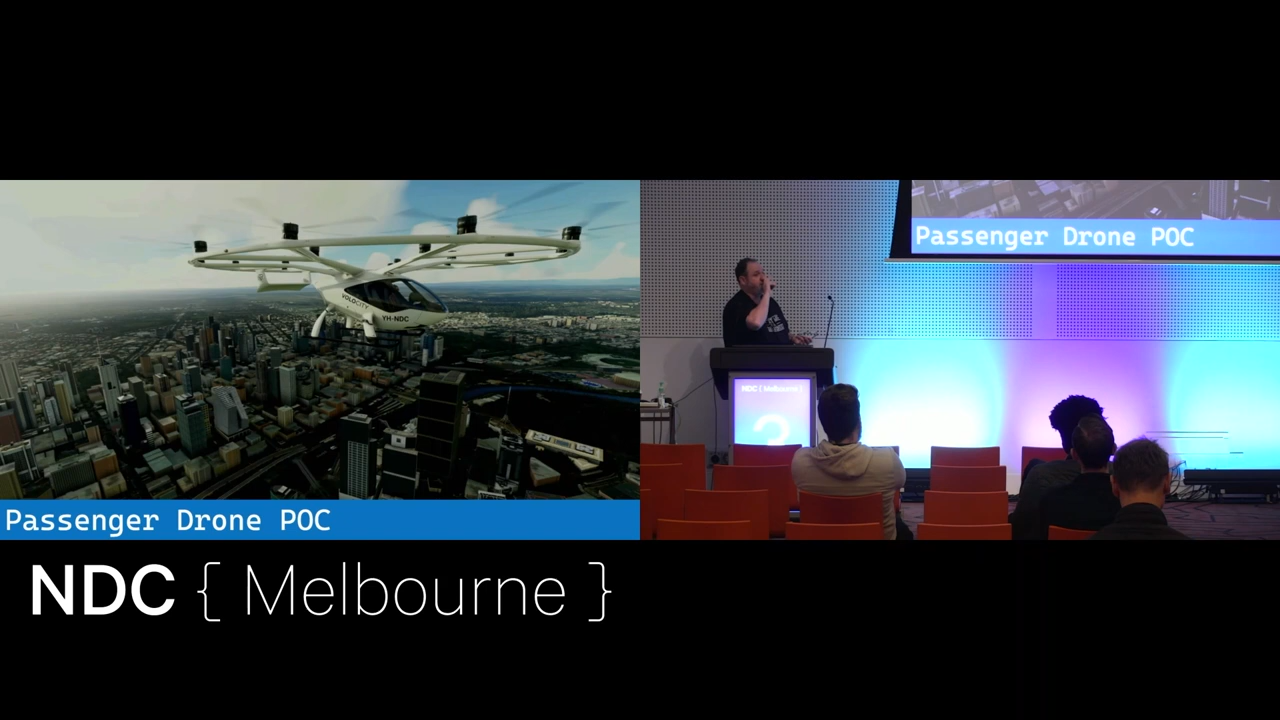 VOLOCITY
YH-NDC
Passenger Drone POC
NDC { Melbourne }
Passenger Drone POC
NDC { Melbourne }